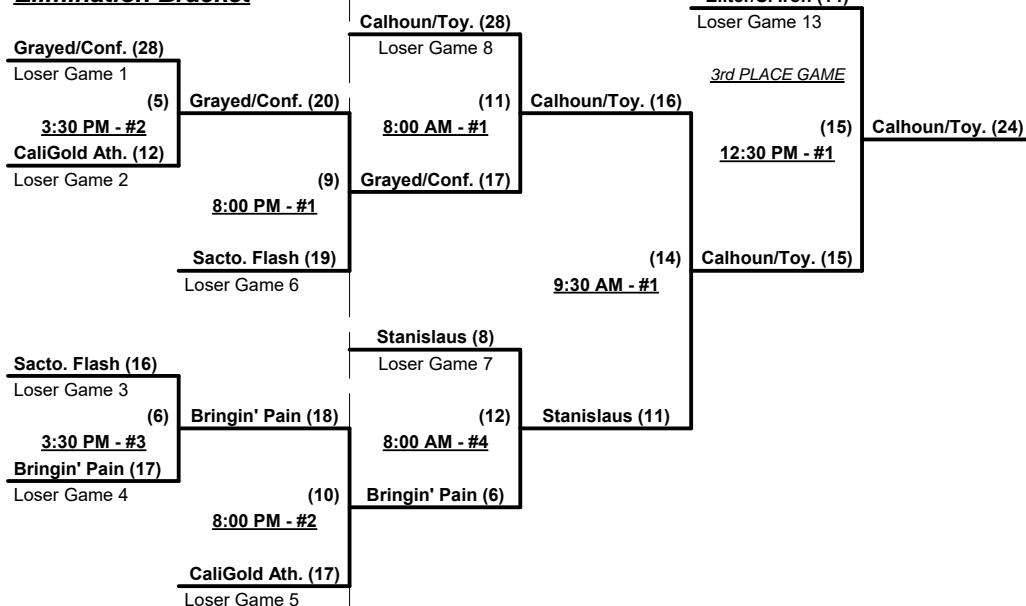 Elimination Bracket
Grayed/Conf. (28)
Loser Game 1
(5)
3:30 PM - #2
CaliGold Ath. (12)
Loser Game 2
Grayed/Conf. (20)
(9)
8:00 PM - #1
Sacto. Flash (19)
Loser Game 6
Sacto. Flash (16)
Loser Game 3
(6)
3:30 PM - #3
Bringin' Pain (17)
Loser Game 4
Bringin' Pain (18)
(10)
8:00 PM - #2
CaliGold Ath. (17)
Loser Game 5
Calhoun/Toy. (28)
Loser Game 8
(11)
8:00 AM - #1
Grayed/Conf. (17)
Stanislaus (8)
Loser Game 7
(12)
8:00 AM - #4
Bringin' Pain (6)
Calhoun/Toy. (16)
(14)
9:30 AM - #1
Stanislaus (11)
Loser Game 13
3rd PLACE GAME
(15)
12:30 PM - #1
Calhoun/Toy. (15)
Calhoun/Toy. (24)